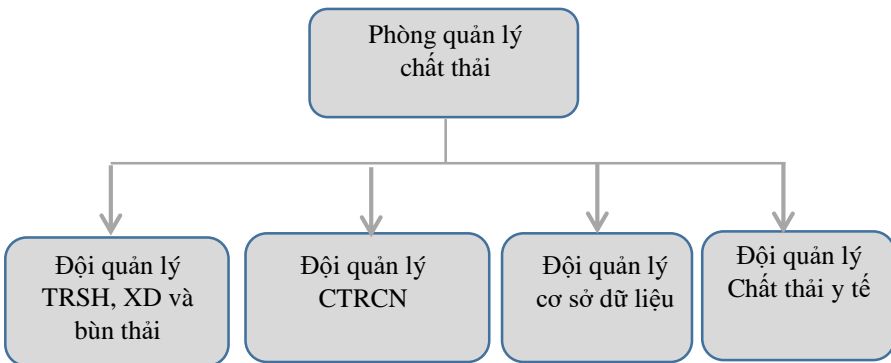 Phòng quản lý
chất thải
Đội quản lý
TRSH, XD và
bùn thải
Đội quản lý
CTRCN
Đội quản lý
cơ sở dữ liệu
Đội quản lý
Chất thải y tế